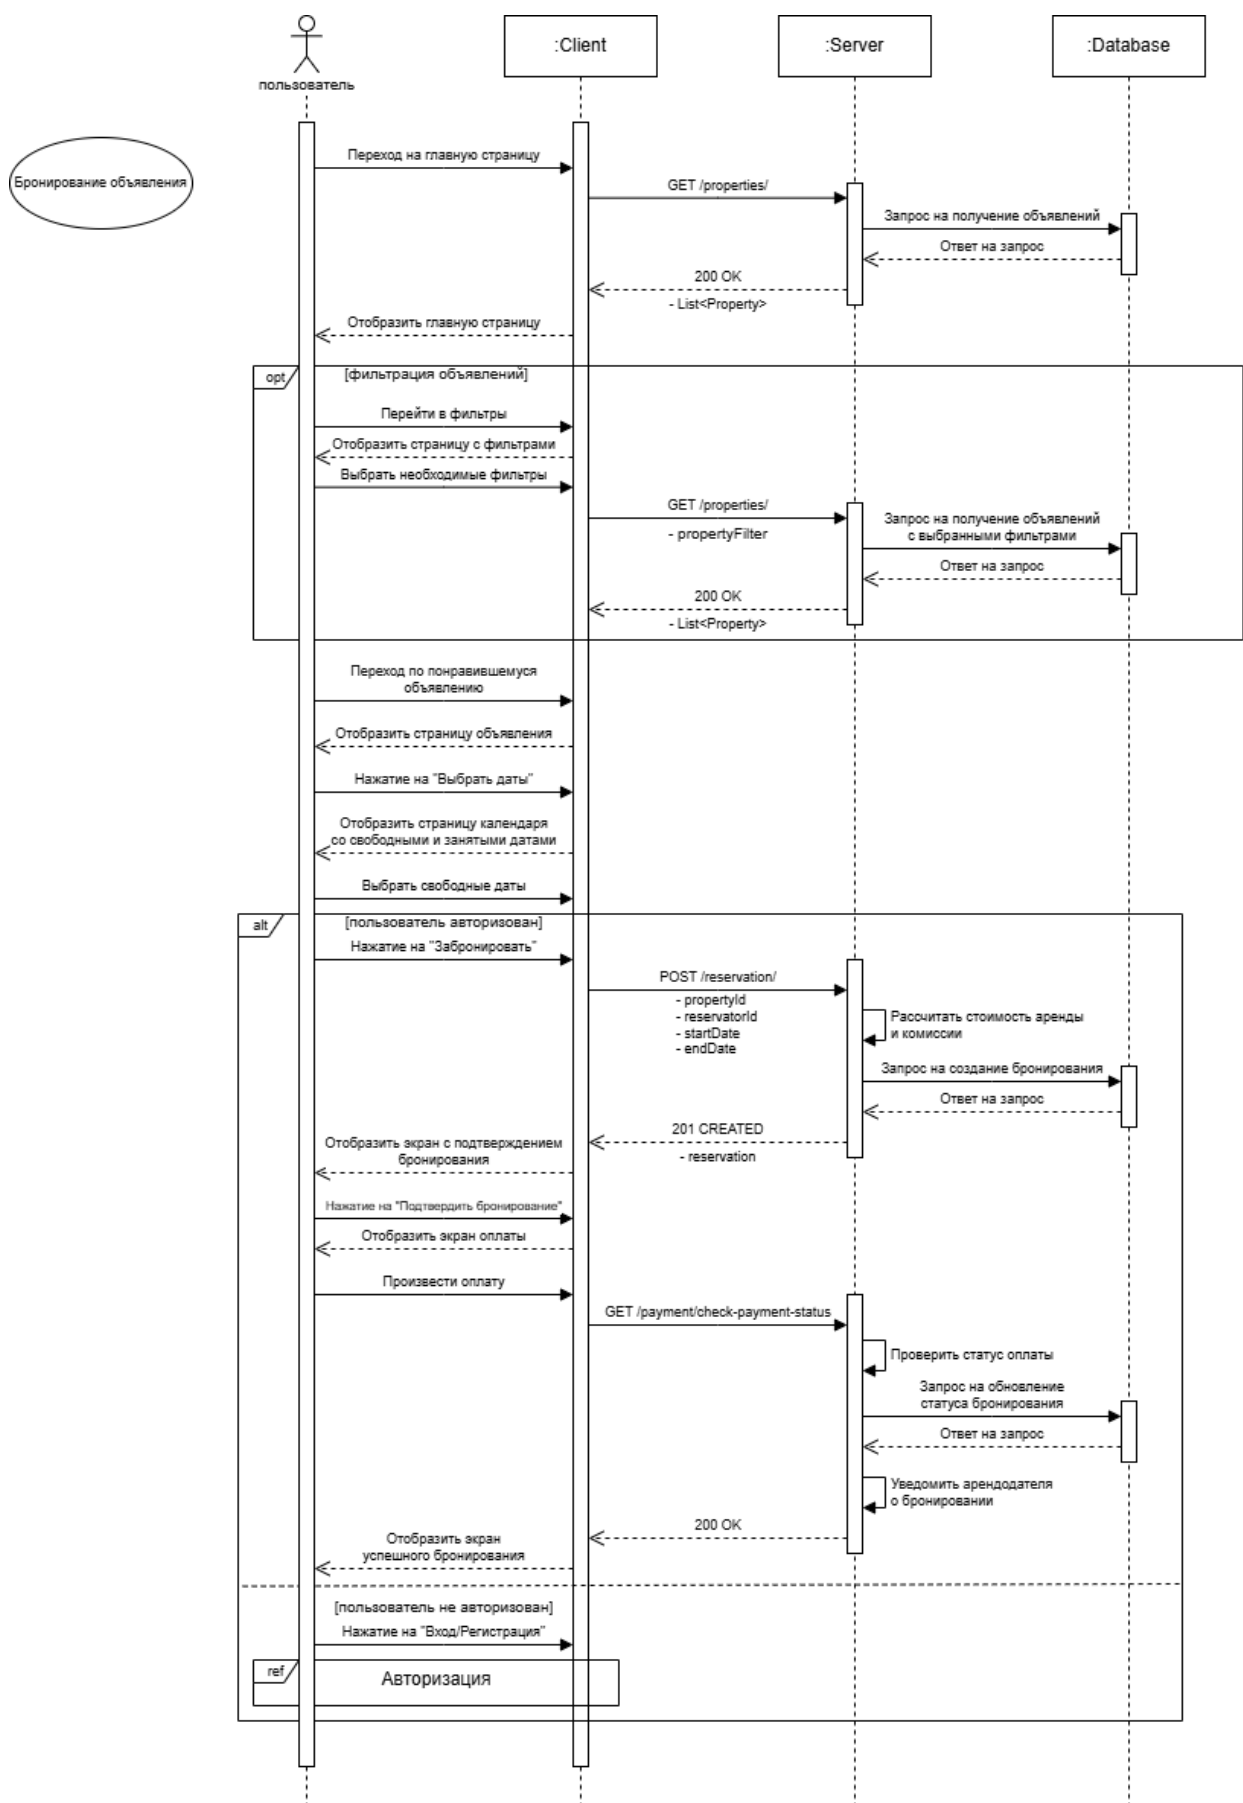 :Client
:Server
:Database
пользователь
Бронирование объявления
Переход на главную страницу
GET /properties/
Запрос на получение объявлений
Ответ на запрос
200 OK
- List<Property>
Отобразить главную страницу
opt
[фильтрация объявлений]
Перейти в фильтры
Отобразить страницу с фильтрами
Выбрать необходимые фильтры
GET /properties/
- propertyFilter
Запрос на получение объявлений
с выбранными фильтрами
Ответ на запрос
200 OK
- List<Property>
Переход по понравившемуся
объявлению
Отобразить страницу объявления
Нажатие на "Выбрать даты"
Отобразить страницу календаря
со свободными и занятыми датами
Выбрать свободные даты
alt
[пользователь авторизован]
Нажатие на "Забронировать"
POST /reservation/
- propertyId
- reservatorId
- startDate
- endDate
Рассчитать стоимость аренды
и комиссии
Запрос на создание бронирования
Ответ на запрос
201 CREATED
- reservation
Отобразить экран с подтверждением
бронирования
Нажатие на "Подтвердить бронирование"
Отобразить экран оплаты
Произвести оплату
GET /payment/check-payment-status
Проверить статус оплаты
Запрос на обновление
статуса бронирования
Ответ на запрос
Уведомить арендодателя
о бронировании
200 OK
Отобразить экран
успешного бронирования
[пользователь не авторизован]
Нажатие на "Вход/Регистрация"
ref
Авторизация